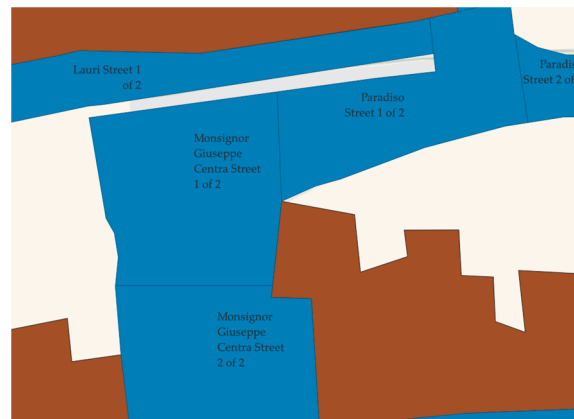 Lauri Street 1
of 2
Paradiso
Street 1 of 2
Paradis
Street 2 of
Monsignor
Giuseppe
Centra Street
1 of 2
Monsignor
Giuseppe
Centra Street
2 of 2